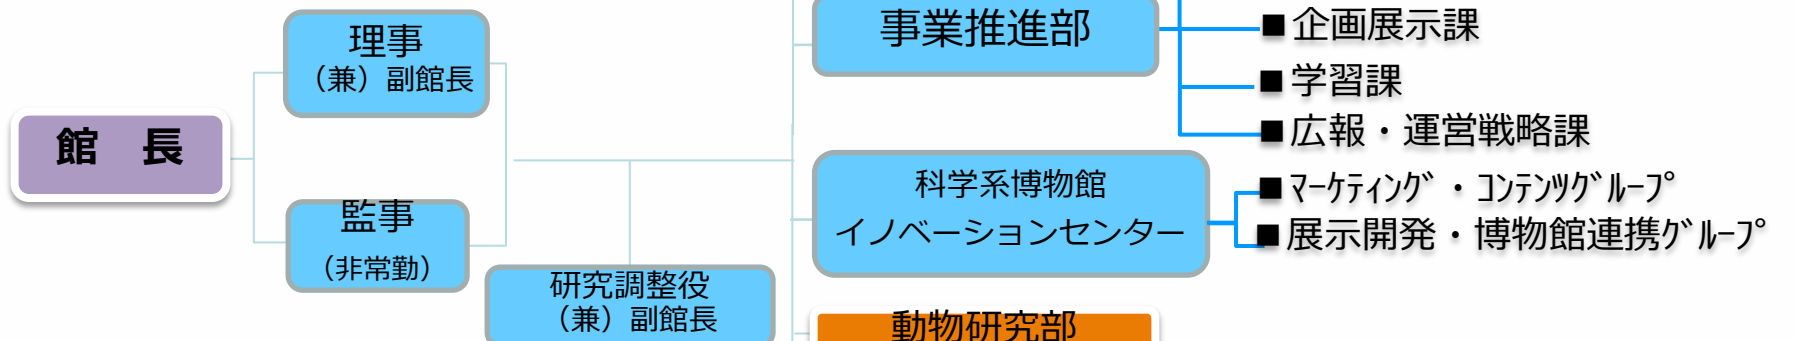 館　長
理事
（兼）副館長
監事
（非常勤）
研究調整役
（兼）副館長
事業推進部
■企画展示課
■学習課
■広報・運営戦略課
科学系博物館
イノベーションセンター
■ﾏｰｹﾃｨﾝｸﾞ・ｺﾝﾃﾝﾂｸﾞﾙｰﾌﾟ
■展示開発・博物館連携ｸﾞﾙｰﾌﾟ
動物研究部